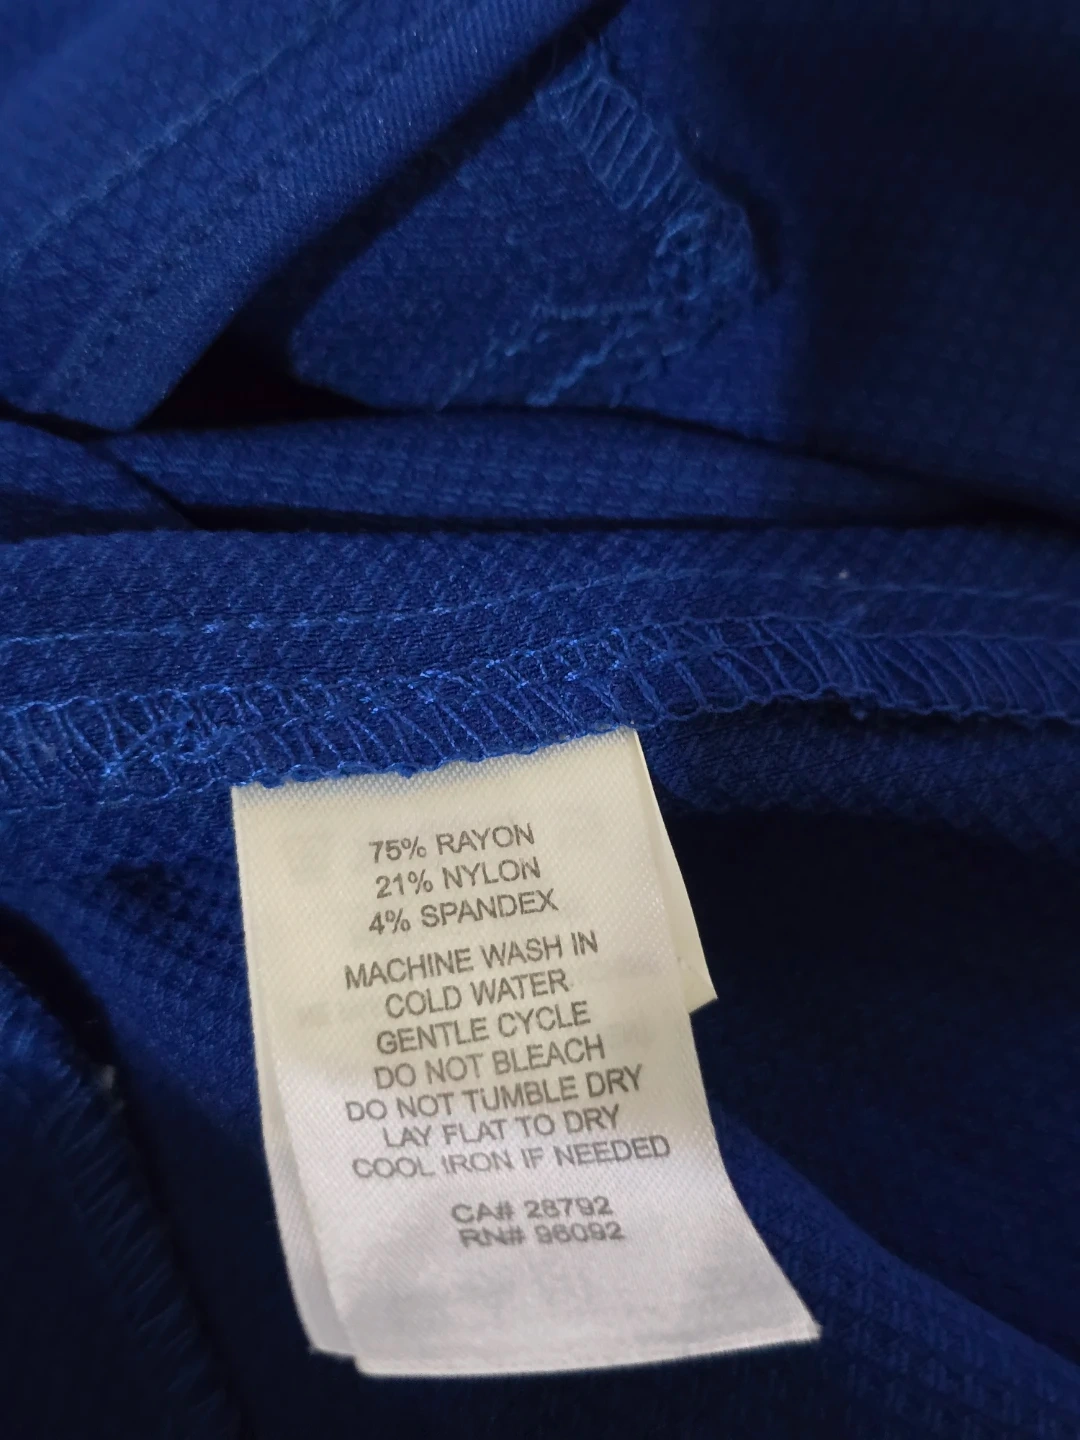 75% RAYON
21% NYLON
4% SPANDEX
MACHINE WASH IN
COLD WATER
GENTLE CYCLE
DO NOT BLEACH
DO NOT TUMBLE DRY
LAY FLAT TO DRY
COOL IRON IF NEEDED
CA# 28792
RN# 96092